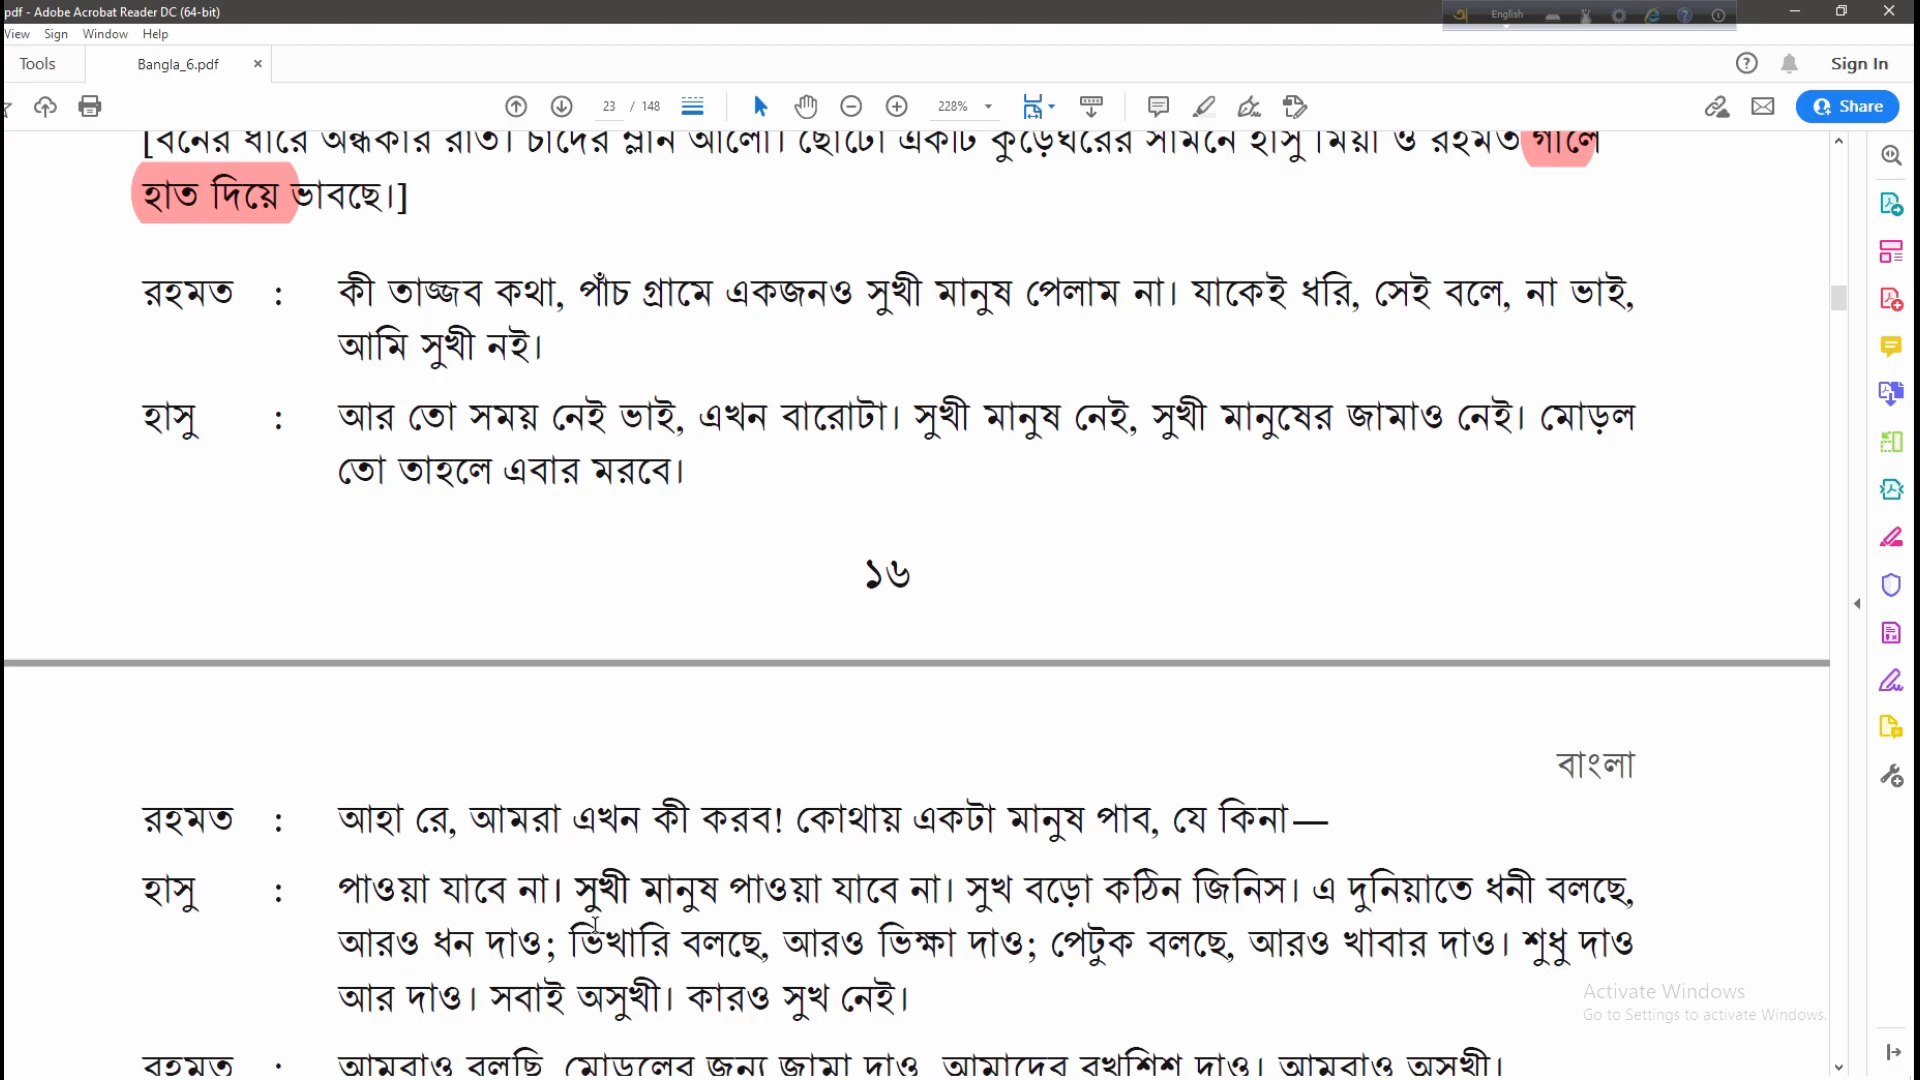 pdf - Adobe Acrobat Reader DC (64-bit)
English
View Sign Window Help
Tools
Bangla_6.pdf
Sign In
23 / 148
228%
Share
[বনের ধারে অন্ধকার রাত। চাঁদের ম্লান আলো। ছোটো একটি কুঁড়েঘরের সামনে হাসু মিয়া ও রহমত গালে
হাত দিয়ে ভাবছে।]
রহমত : কী তাজ্জব কথা, পাঁচ গ্রামে একজনও সুখী মানুষ পেলাম না। যাকেই ধরি, সেই বলে, না ভাই,
আমি সুখী নই।
হাসু : আর তো সময় নেই ভাই, এখন বারোটা। সুখী মানুষ নেই, সুখী মানুষের জামাও নেই। মোড়ল
তো তাহলে এবার মরবে।
১৬
বাংলা
রহমত : আহা রে, আমরা এখন কী করব! কোথায় একটা মানুষ পাব, যে কিনা—
হাসু : পাওয়া যাবে না। সুখী মানুষ পাওয়া যাবে না। সুখ বড়ো কঠিন জিনিস। এ দুনিয়াতে ধনী বলছে,
আরও ধন দাও; ভিখারি বলছে, আরও ভিক্ষা দাও; পেটুক বলছে, আরও খাবার দাও। শুধু দাও
আর দাও। সবাই অসুখী। কারও সুখ নেই।
রহমত : আমরাও বলছি, মোড়লের জন্য জামা দাও, আমাদের বখশিশ দাও। আমরাও অসুখী।
Activate Windows
Go to Settings to activate Windows.